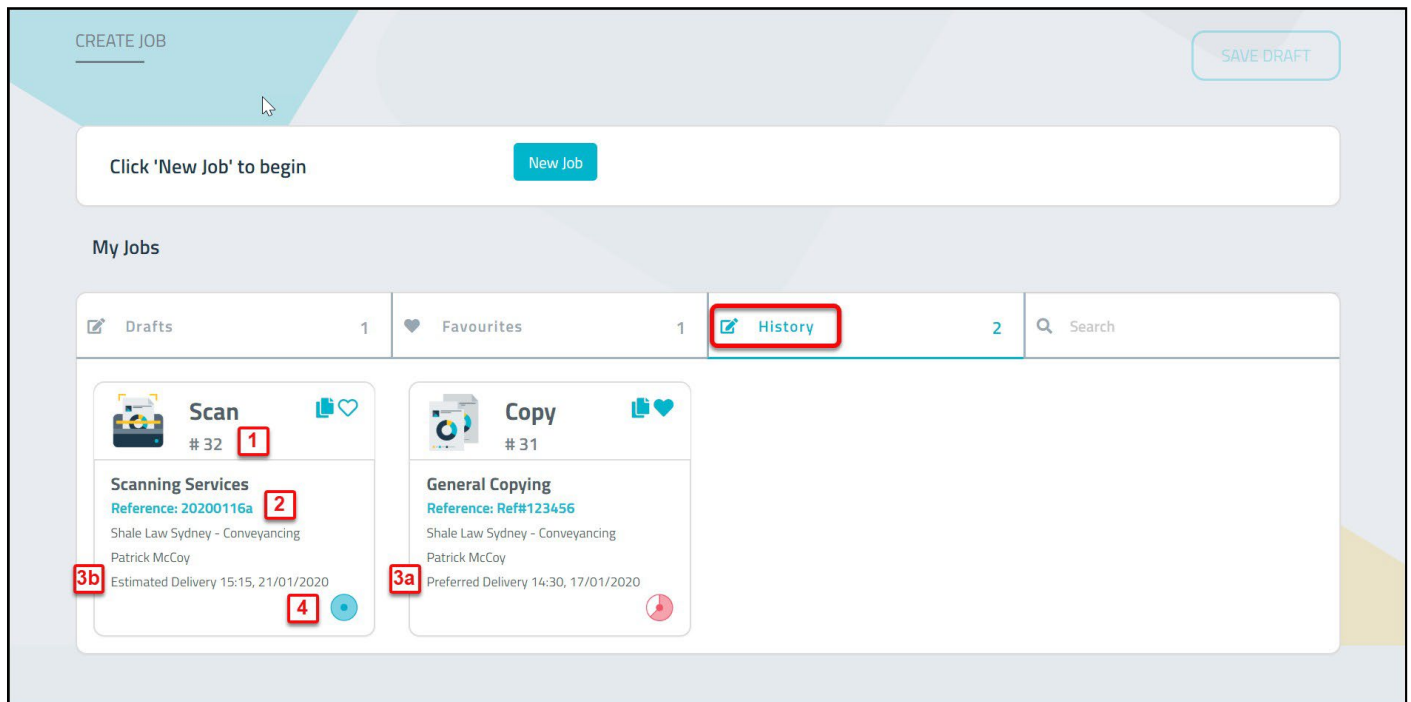 CREATE JOB
SAVE DRAFT
Click 'New Job' to begin
New Job
My Jobs
Drafts 1
Favourites 1
History 2
Search
Scan
# 32 1
Scanning Services
Reference: 20200116a 2
Shale Law Sydney - Conveyancing
Patrick McCoy
3b Estimated Delivery 15:15, 21/01/2020
4
Copy
# 31
General Copying
Reference: Ref#123456
Shale Law Sydney - Conveyancing
Patrick McCoy
3a Preferred Delivery 14:30, 17/01/2020